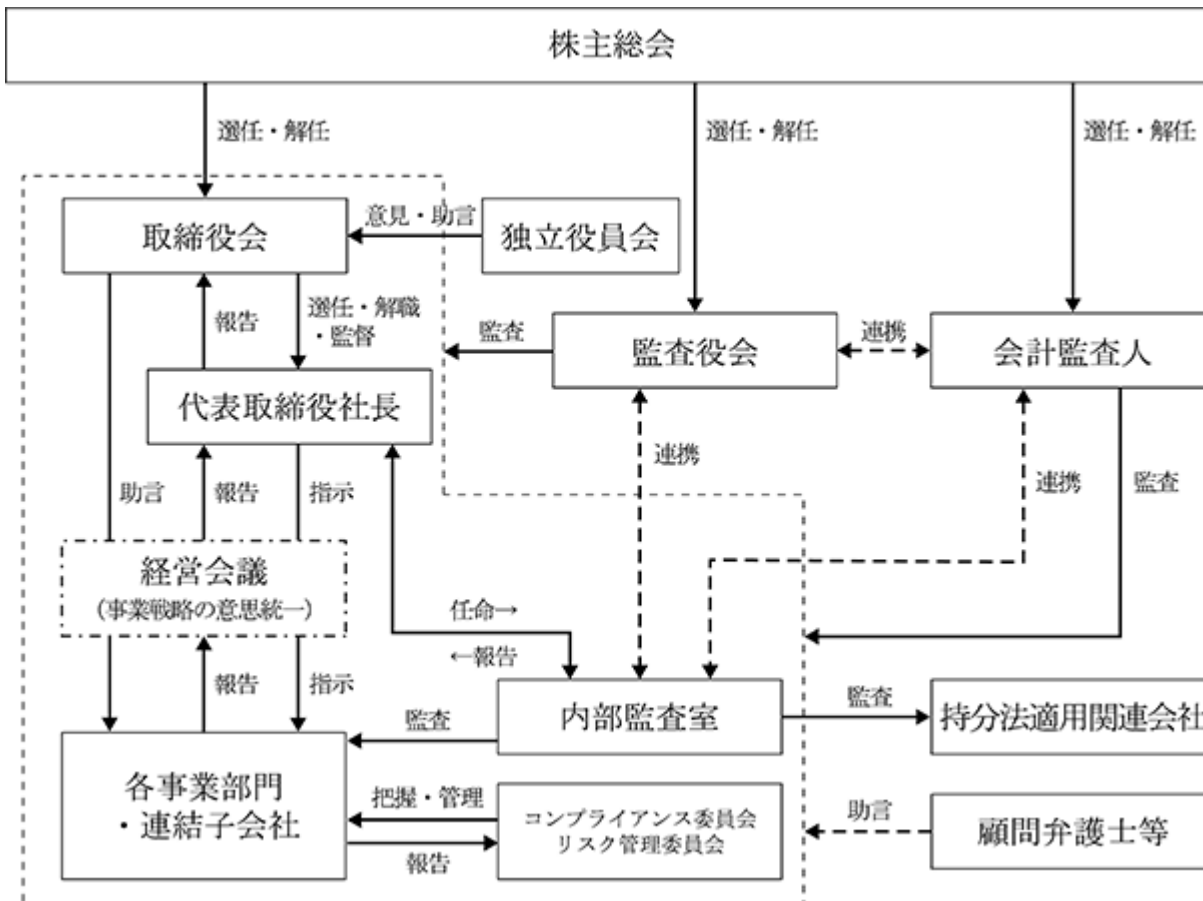 株主総会
選任・解任
選任・解任
選任・解任
取締役会
意見・助言
独立役員会
報告
選任・解職
・監督
監査
監査役会
連携
会計監査人
代表取締役社長
連携
連携
監査
助言
報告
指示
経営会議
(事業戦略の意思統一)
任命→
←報告
報告
指示
監査
内部監査室
監査
持分法適用関連会社
各事業部門
・連結子会社
把握・管理
報告
コンプライアンス委員会
リスク管理委員会
助言
顧問弁護士等